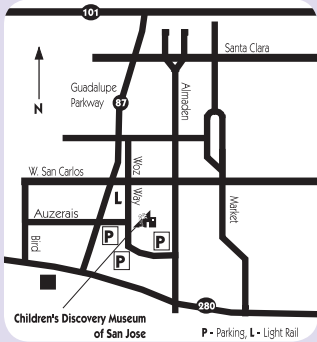 101
Santa Clara
Guadalupe
Parkway
87
Almaden
N
W. San Carlos
Woz
Way
L
Market
Auzerais
Bird
P
P
P
280
Children's Discovery Museum
of San Jose
P - Parking, L - Light Rail